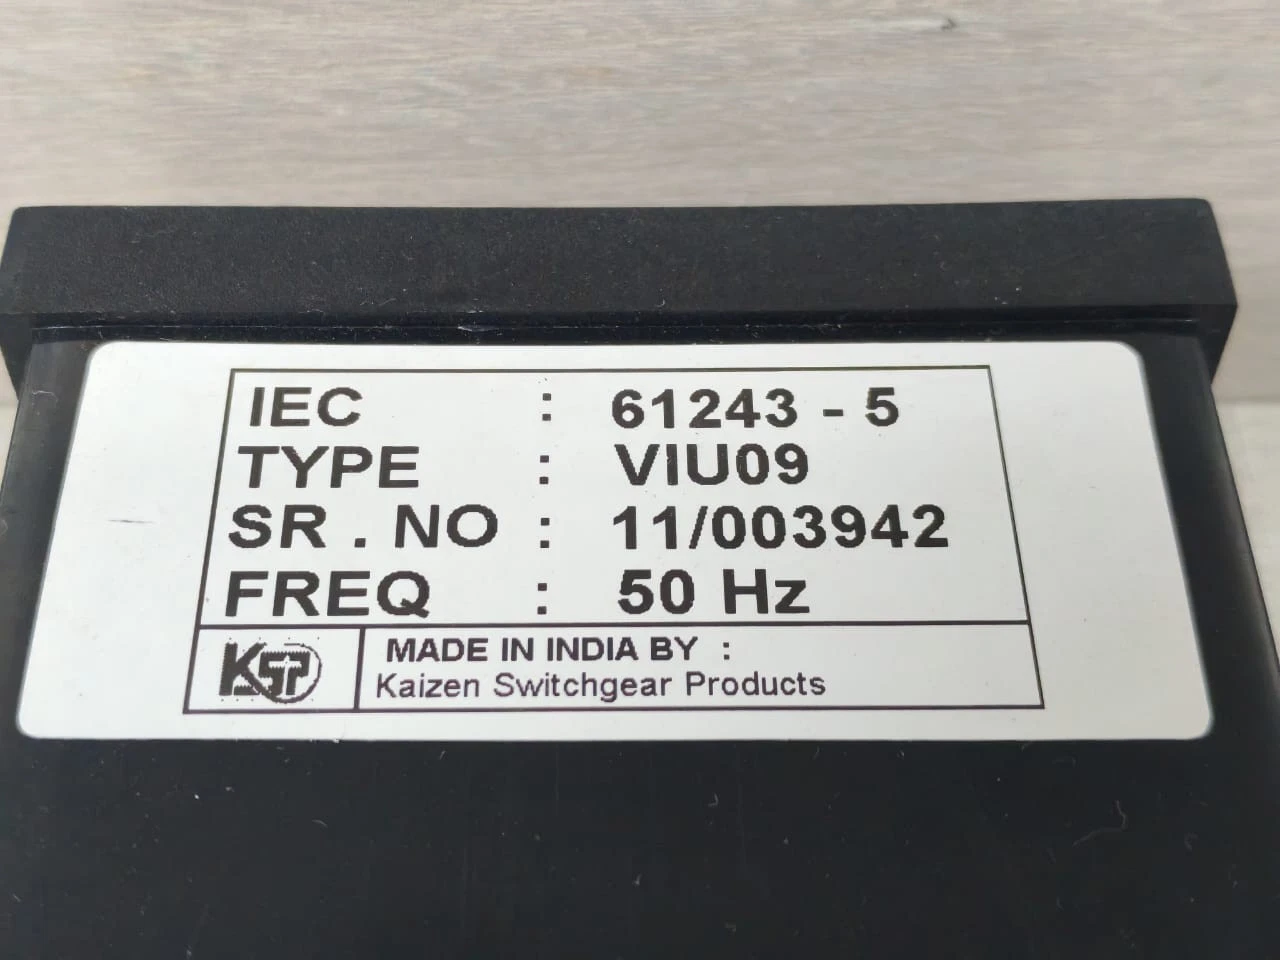 IEC : 61243 - 5
TYPE : VIU09
SR . NO : 11/003942
FREQ : 50 Hz
KSP MADE IN INDIA BY :
Kaizen Switchgear Products